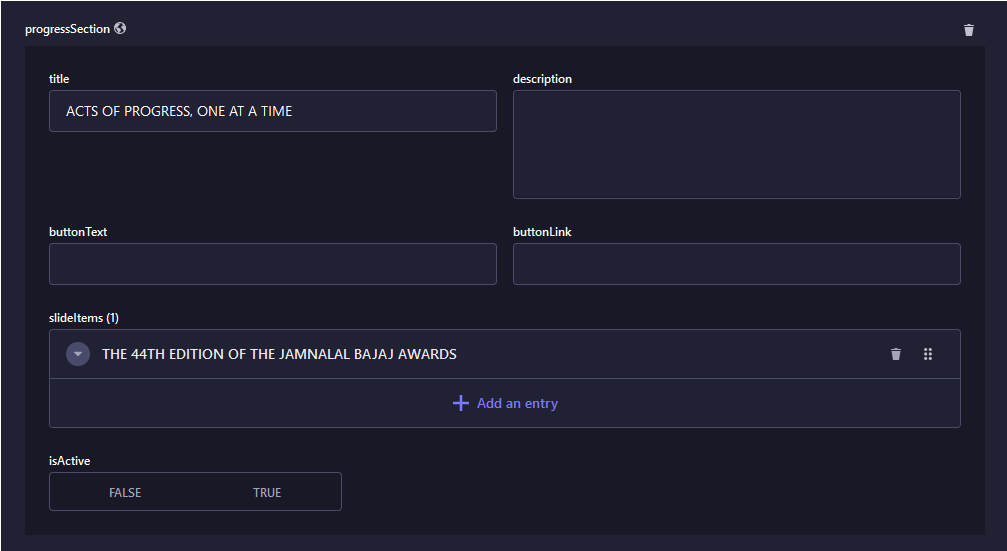 progressSection
title
description
ACTS OF PROGRESS, ONE AT A TIME
buttonText
buttonLink
slideItems (1)
THE 44TH EDITION OF THE JAMNALAL BAJAJ AWARDS
Add an entry
isActive
FALSE TRUE